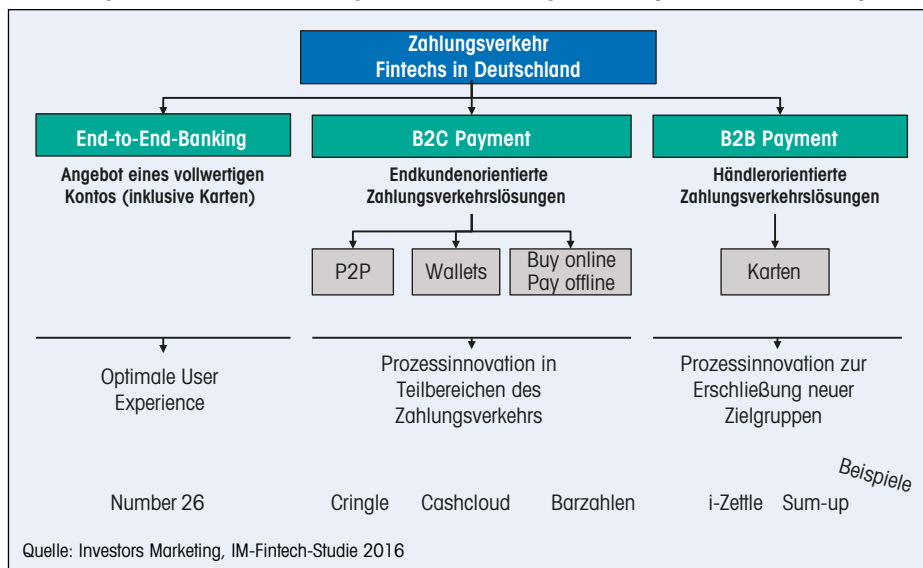 Zahlungsverkehr
Fintechs in Deutschland
End-to-End-Banking
B2C Payment
B2B Payment
Angebot eines vollwertigen
Kontos (inklusive Karten)
Endkundenorientierte
Zahlungsverkehrslösungen
Händlerorientierte
Zahlungsverkehrslösungen
P2P
Wallets
Buy online
Pay offline
Karten
Optimale User
Experience
Prozessinnovation in
Teilbereichen des
Zahlungsverkehrs
Prozessinnovation zur
Erschließung neuer
Zielgruppen
Beispiele
Number 26
Cringle
Cashcloud
Barzahlen
i-Zettle
Sum-up
Quelle: Investors Marketing, IM-Fintech-Studie 2016